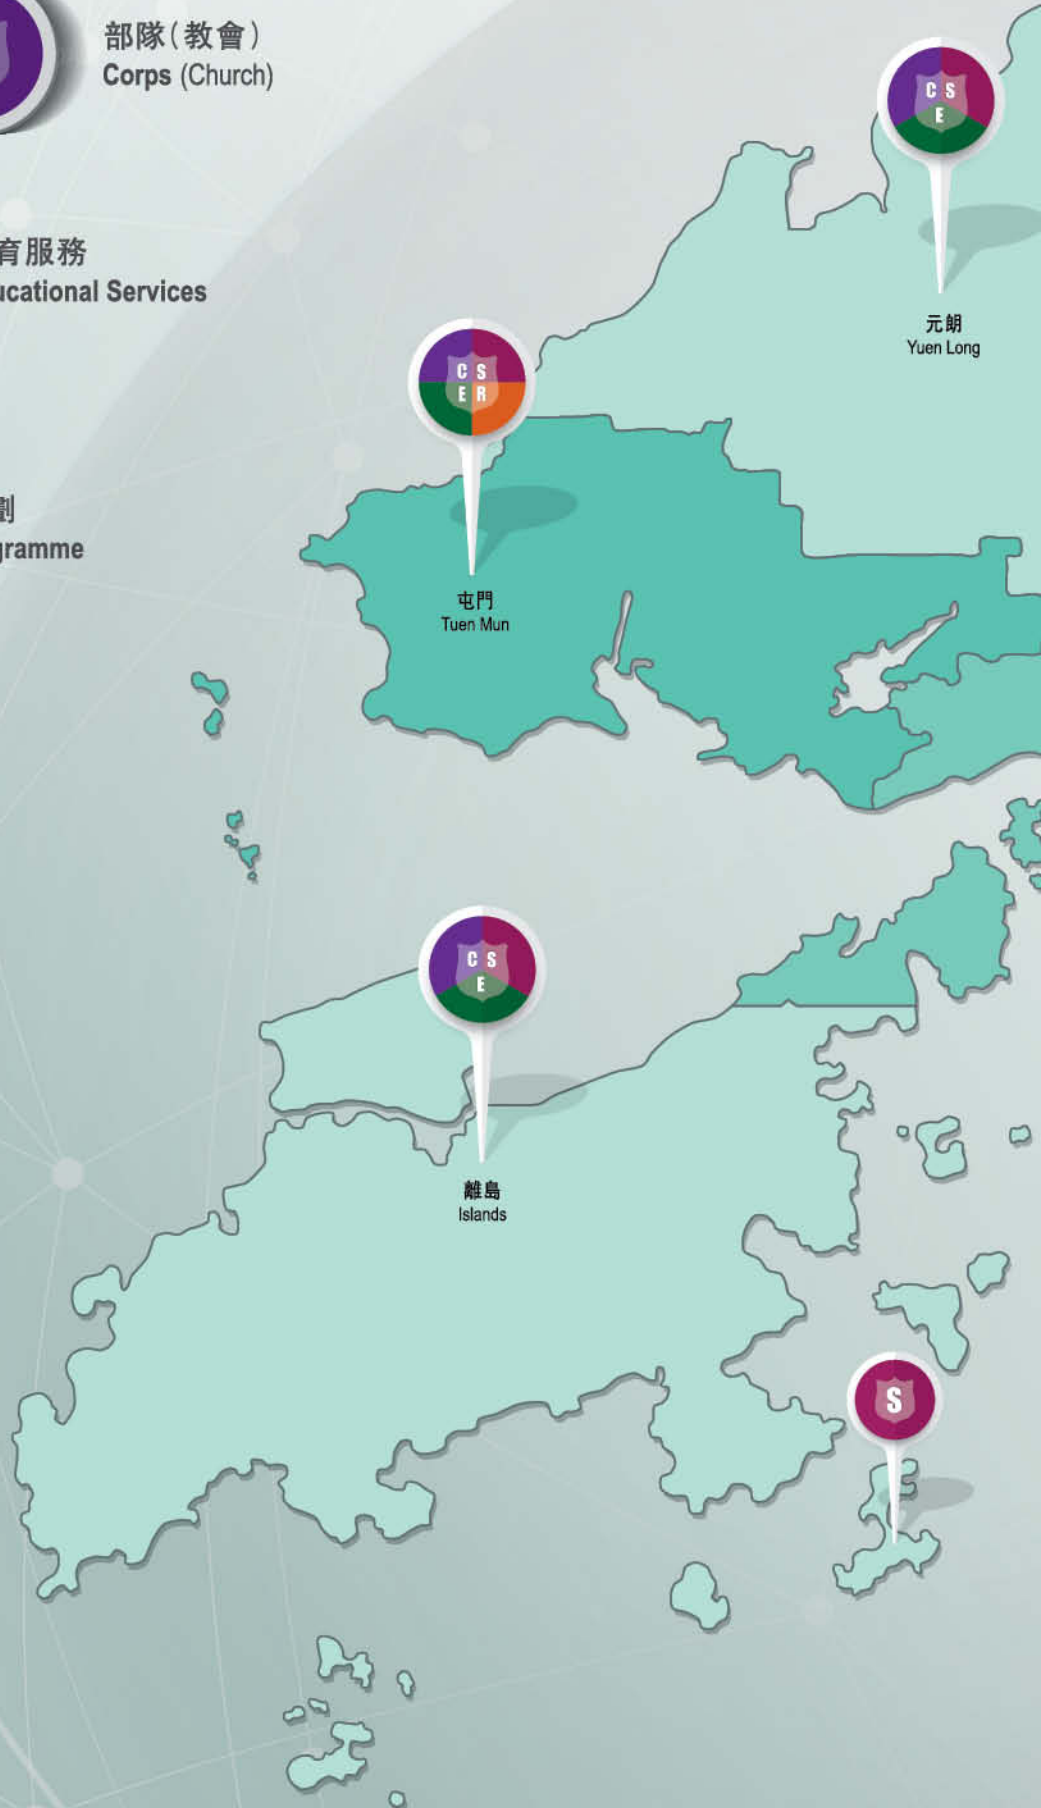 部隊(教會)
Corps (Church)
育服務
ucational Services
劃
gramme
C S
E
元朗
Yuen Long
C S
E R
屯門
Tuen Mun
C S
E
離島
Islands
S